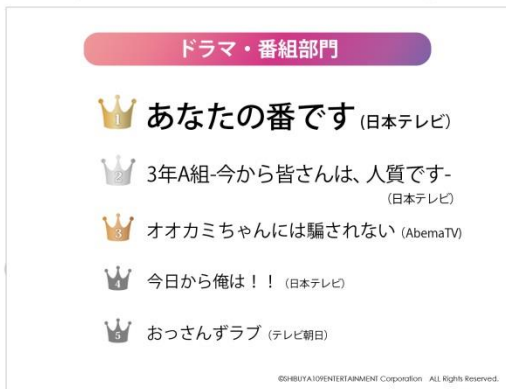 ドラマ・番組部門
1 あなたの番です (日本テレビ)
2 3年A組-今から皆さんは、人質です-
(日本テレビ)
3 オオカミちゃんには騙されない (AbemaTV)
4 今日から俺は！！ (日本テレビ)
5 おっさんずラブ (テレビ朝日)
©SHIBUYA109ENTERTAINMENT Corporation ALL Rights Reserved.